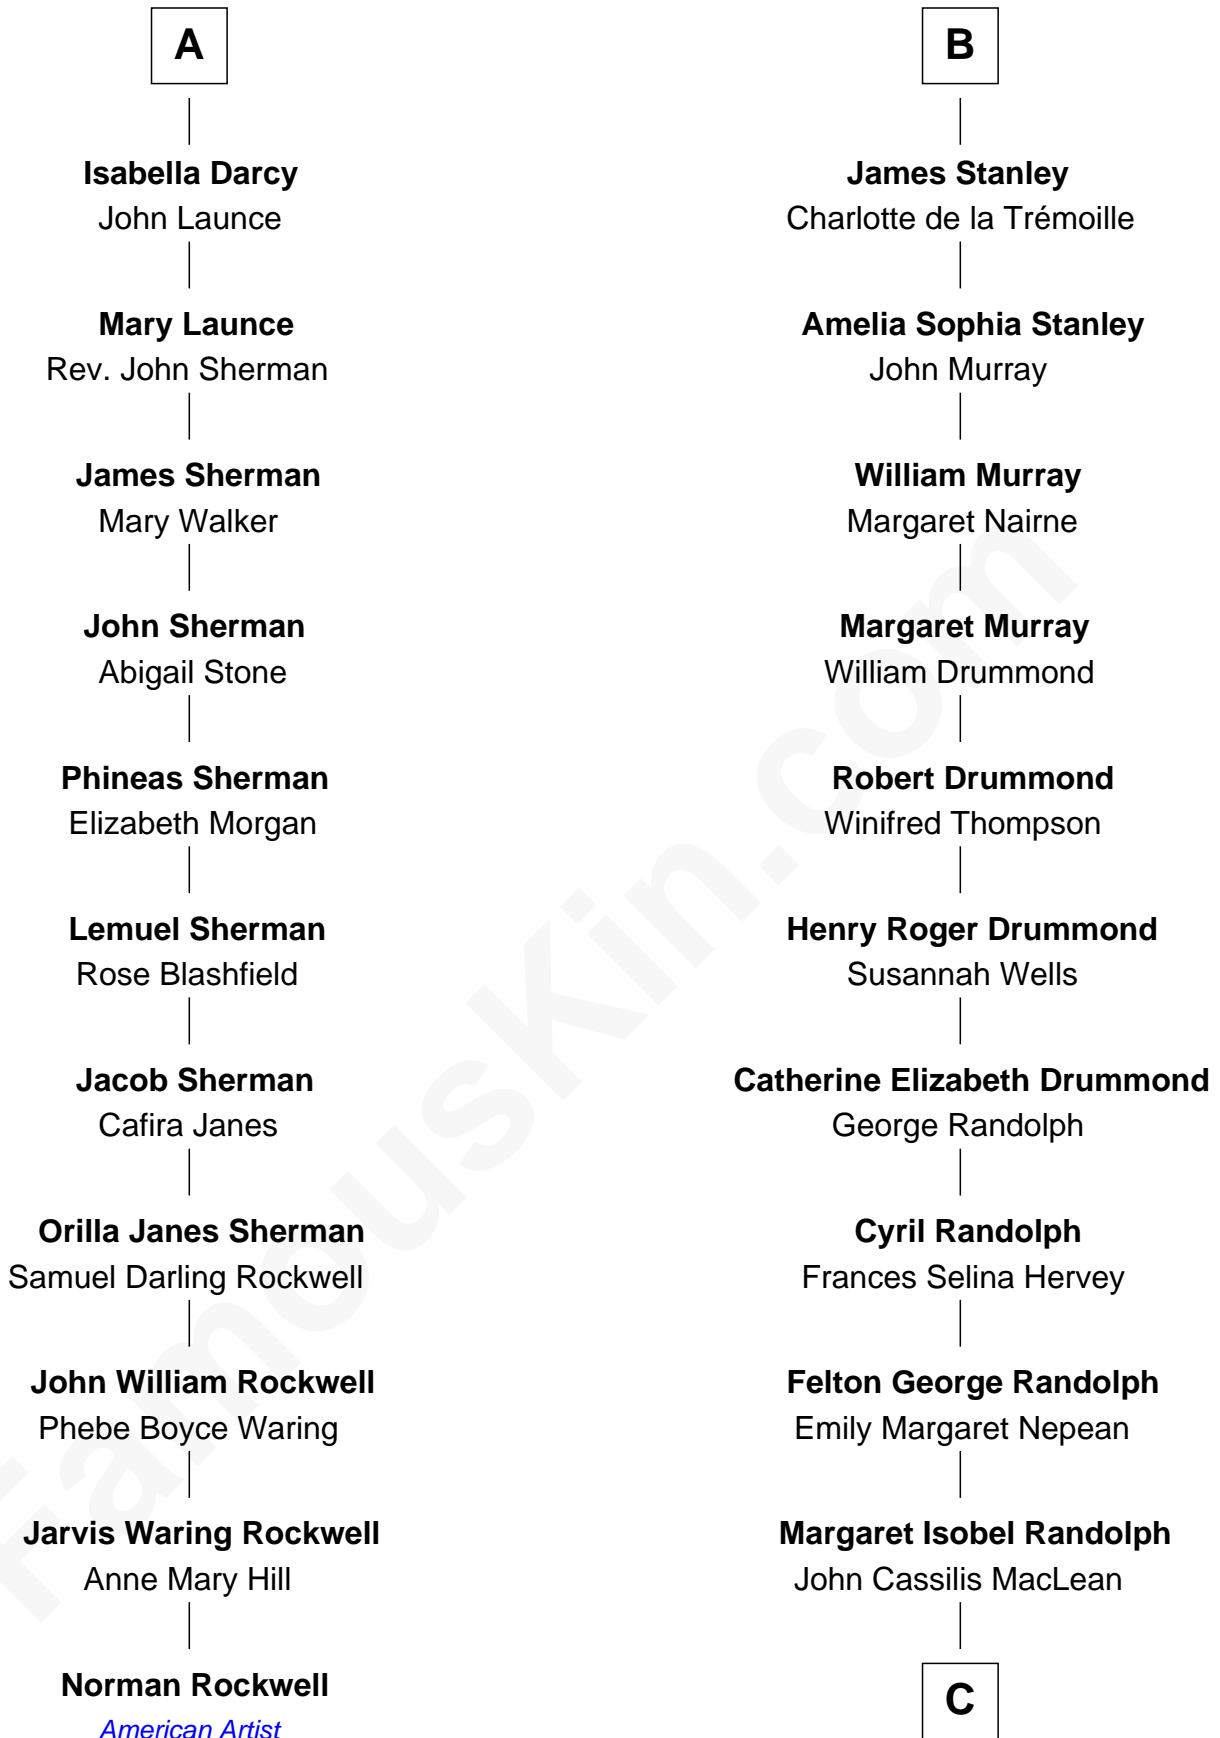 A
Isabella Darcy
John Launce
Mary Launce
Rev. John Sherman
James Sherman
Mary Walker
John Sherman
Abigail Stone
Phineas Sherman
Elizabeth Morgan
Lemuel Sherman
Rose Blashfield
Jacob Sherman
Cafira Janes
Orilla Janes Sherman
Samuel Darling Rockwell
John William Rockwell
Phebe Boyce Waring
Jarvis Waring Rockwell
Anne Mary Hill
Norman Rockwell
American Artist
B
James Stanley
Charlotte de la Trémoille
Amelia Sophia Stanley
John Murray
William Murray
Margaret Nairne
Margaret Murray
William Drummond
Robert Drummond
Winifred Thompson
Henry Roger Drummond
Susannah Wells
Catherine Elizabeth Drummond
George Randolph
Cyril Randolph
Frances Selina Hervey
Felton George Randolph
Emily Margaret Nepean
Margaret Isobel Randolph
John Cassilis MacLean
C
FamousKin.com